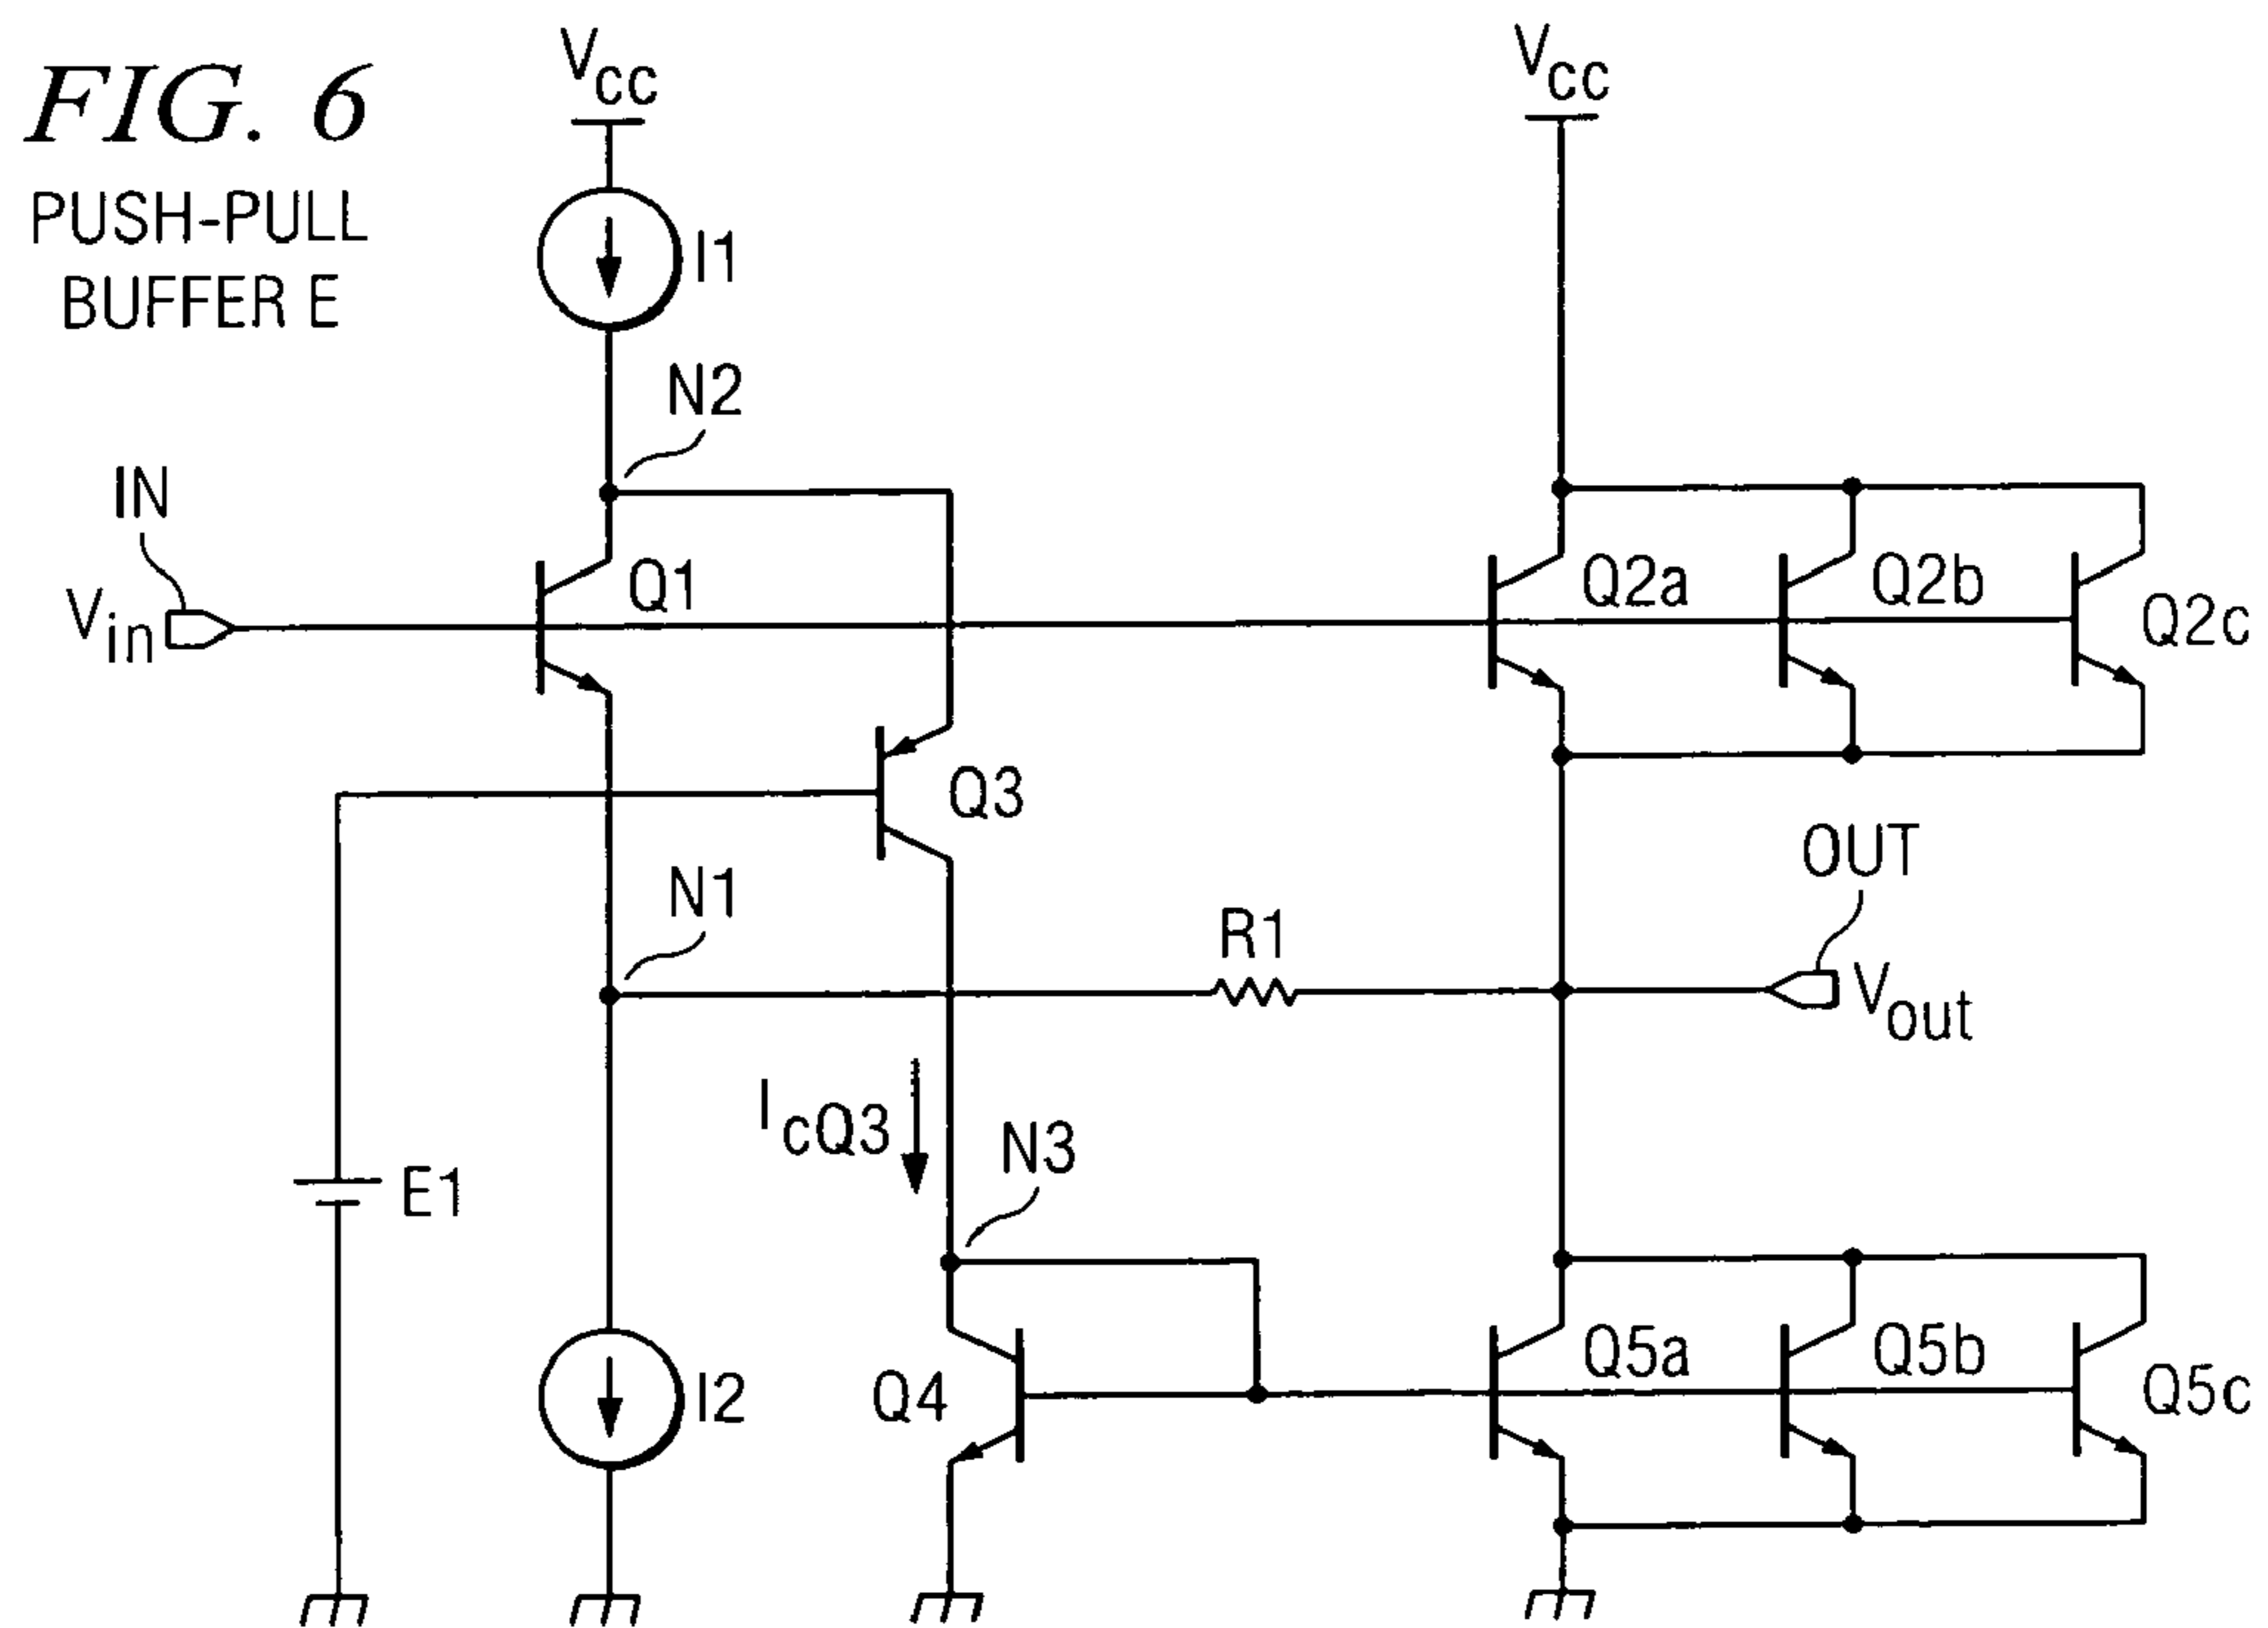 FIG. 6
PUSH-PULL
BUFFER E
Vcc
Vcc
I1
N2
IN
Vin
Q1
Q2a
Q2b
Q2c
Q3
OUT
Vout
N1
R1
IcQ3
N3
E1
I2
Q4
Q5a
Q5b
Q5c